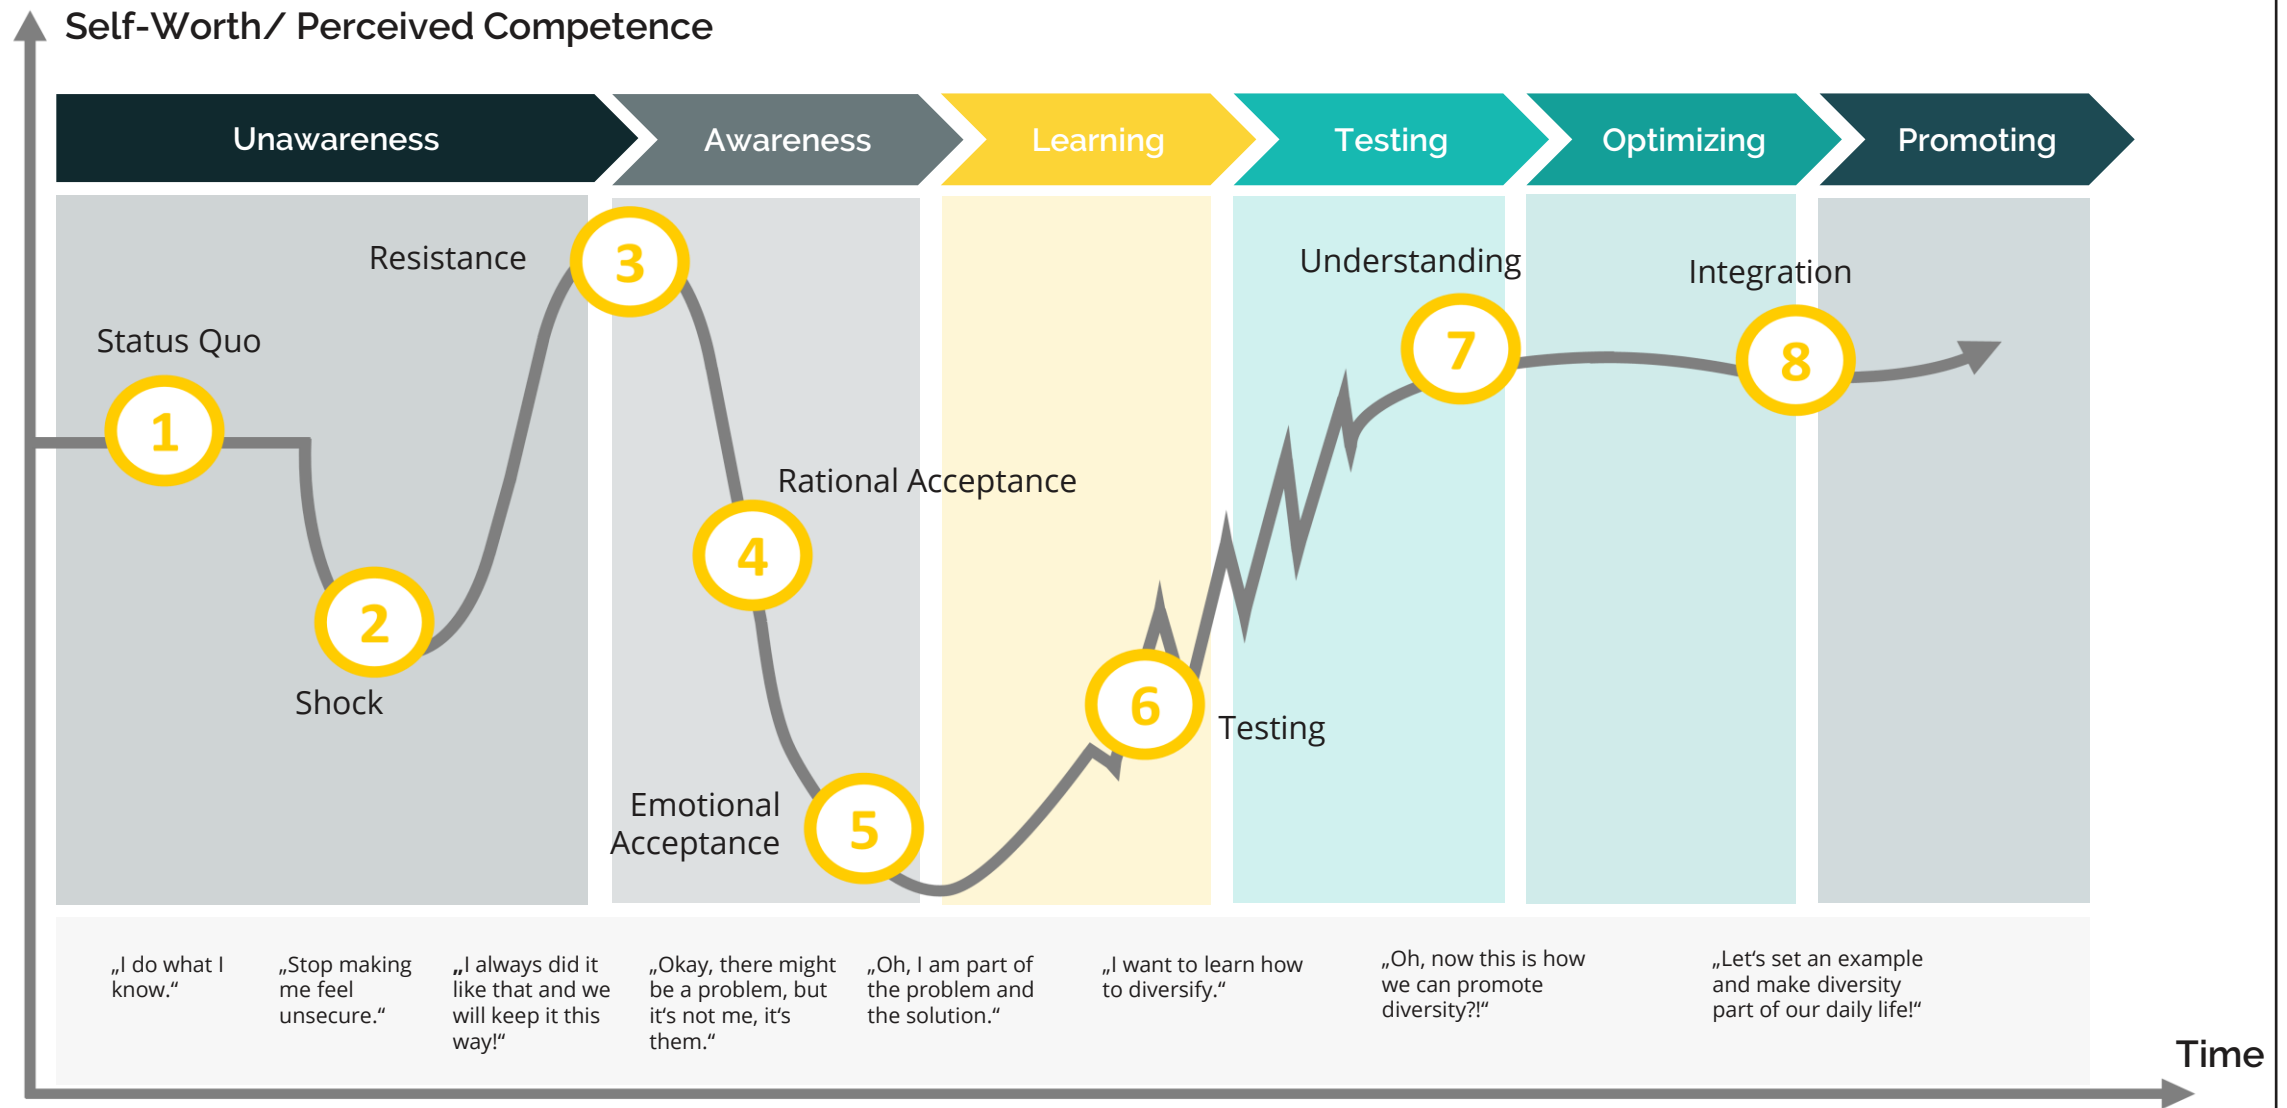 Self-Worth/ Perceived Competence
Unawareness
Awareness
Learning
Testing
Optimizing
Promoting
Status Quo
1
Shock
2
Resistance
3
Rational Acceptance
4
Emotional
Acceptance
5
6
Testing
Understanding
7
Integration
8
„I do what I
know.“
„Stop making
me feel
unsecure.“
„I always did it
like that and we
will keep it this
way!“
„Okay, there might
be a problem, but
it‘s not me, it‘s
them.“
„Oh, I am part of
the problem and
the solution.“
„I want to learn how
to diversify.“
„Oh, now this is how
we can promote
diversity?!“
„Let‘s set an example
and make diversity
part of our daily life!“
Time